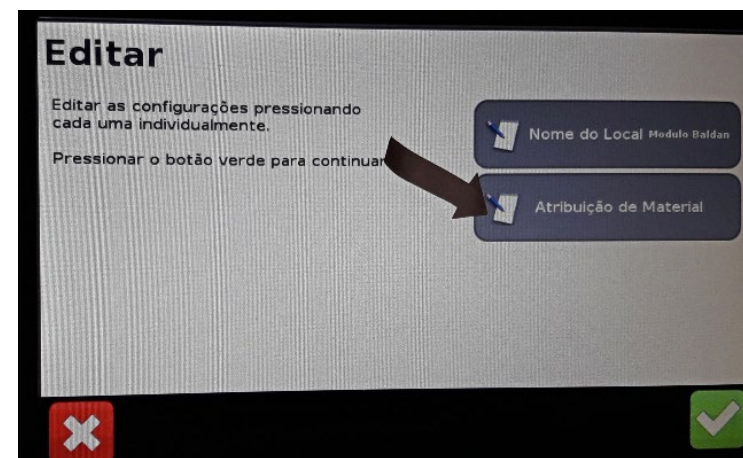 Editar
Editar as configurações pressionando
cada uma individualmente.
Pressionar o botão verde para continuar
Nome do Local Modulo Baldan
Atribuição de Material